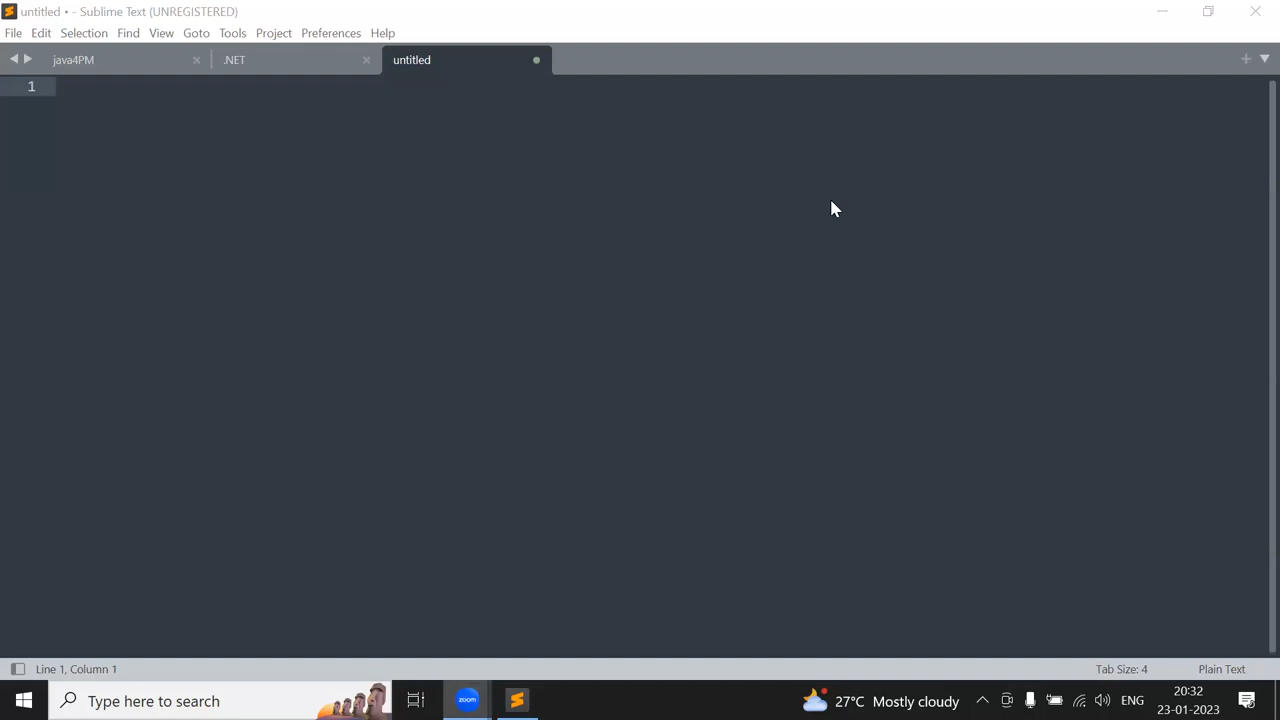 untitled • - Sublime Text (UNREGISTERED)
File Edit Selection Find View Goto Tools Project Preferences Help
java4PM .NET untitled
1
Line 1, Column 1 Tab Size: 4 Plain Text
Type here to search zoom 27°C Mostly cloudy ENG 20:32
23-01-2023